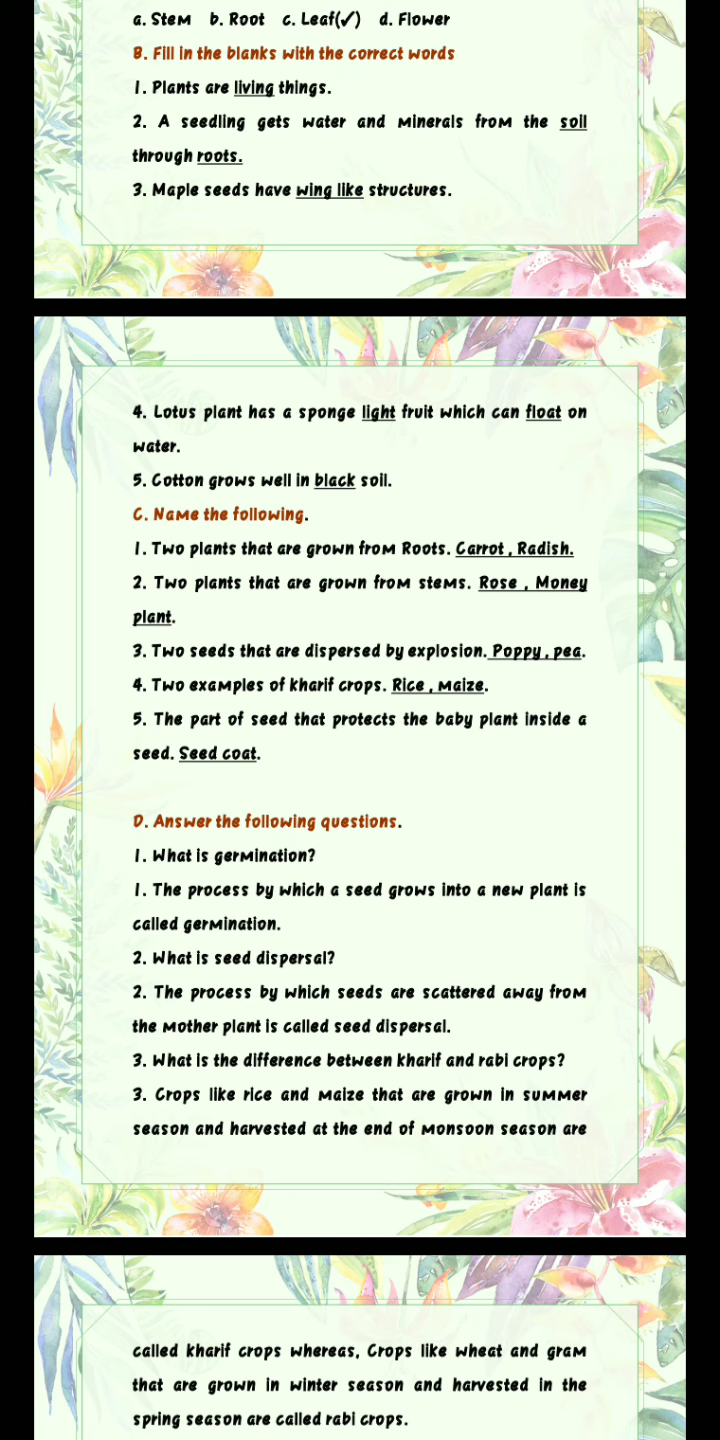 a. Stem b. Root c. Leaf(✓) d. Flower
B. Fill in the blanks with the correct words
1. Plants are living things.
2. A seedling gets water and minerals from the soil
through roots.
3. Maple seeds have wing like structures.
4. Lotus plant has a sponge light fruit which can float on
water.
5. Cotton grows well in black soil.
C. Name the following.
1. Two plants that are grown from Roots. Carrot , Radish.
2. Two plants that are grown from stems. Rose , Money
plant.
3. Two seeds that are dispersed by explosion. Poppy , pea.
4. Two examples of kharif crops. Rice , maize.
5. The part of seed that protects the baby plant inside a
seed. Seed coat.
D. Answer the following questions.
1. What is germination?
1. The process by which a seed grows into a new plant is
called germination.
2. What is seed dispersal?
2. The process by which seeds are scattered away from
the mother plant is called seed dispersal.
3. What is the difference between kharif and rabi crops?
3. Crops like rice and maize that are grown in summer
season and harvested at the end of monsoon season are
called kharif crops whereas, Crops like wheat and gram
that are grown in winter season and harvested in the
spring season are called rabi crops.